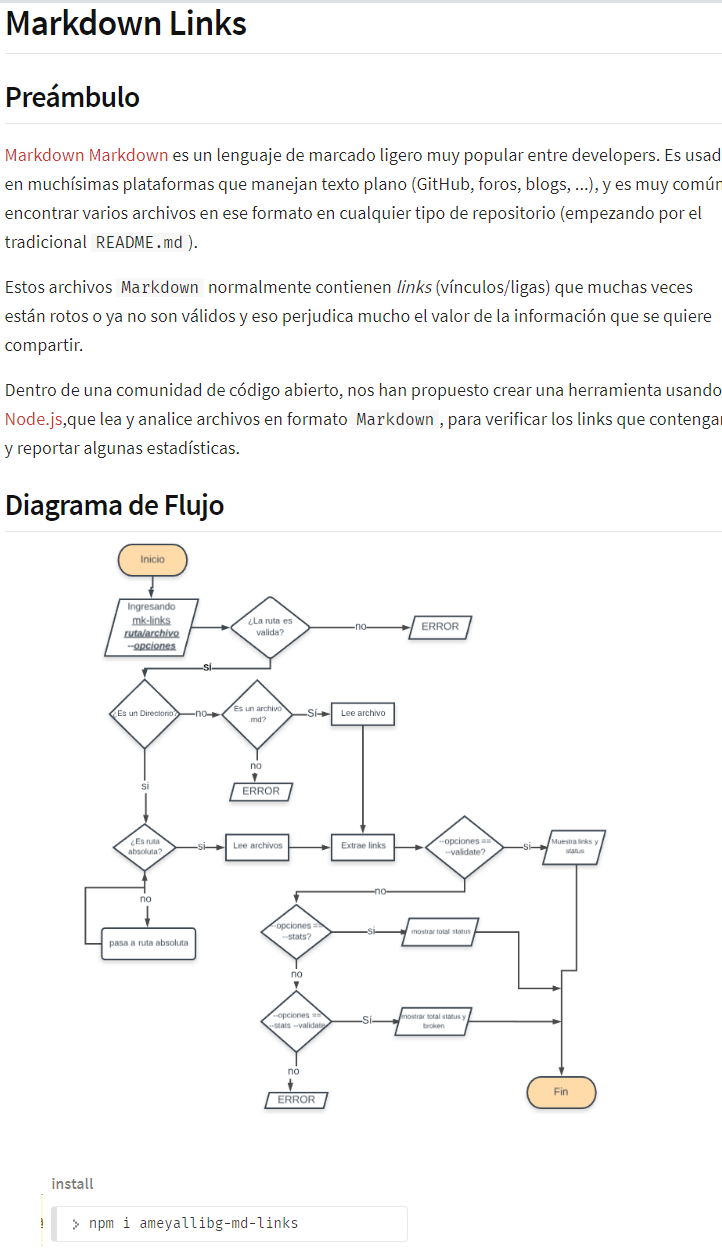 Markdown Links
Preámbulo
Markdown Markdown es un lenguaje de marcado ligero muy popular entre developers. Es usad
en muchísimas plataformas que manejan texto plano (GitHub, foros, blogs, ...), y es muy común
encontrar varios archivos en ese formato en cualquier tipo de repositorio (empezando por el
tradicional README.md ).
Estos archivos Markdown normalmente contienen links (vínculos/ligas) que muchas veces
están rotos o ya no son válidos y eso perjudica mucho el valor de la información que se quiere
compartir.
Dentro de una comunidad de código abierto, nos han propuesto crear una herramienta usando
Node.js,que lea y analice archivos en formato Markdown , para verificar los links que contengan
y reportar algunas estadísticas.
Diagrama de Flujo
Inicio
Ingresando
mk-links
ruta/archivo
--opciones
¿La ruta es
valida?
no
ERROR
sí
¿Es un Directorio?
no
Es un archivo
.md?
Sí
Lee archivo
no
ERROR
si
¿Es ruta
absoluta?
si
Lee archivos
Extrae links
--opciones ==
--validate?
si
Muestra links y
status
no
no
pasa a ruta absoluta
--opciones ==
--stats?
si
mostrar total status
no
--opciones ==
--stats --validate
Sí
mostrar total status y
broken
no
ERROR
Fin
install
> npm i ameyallibg-md-links